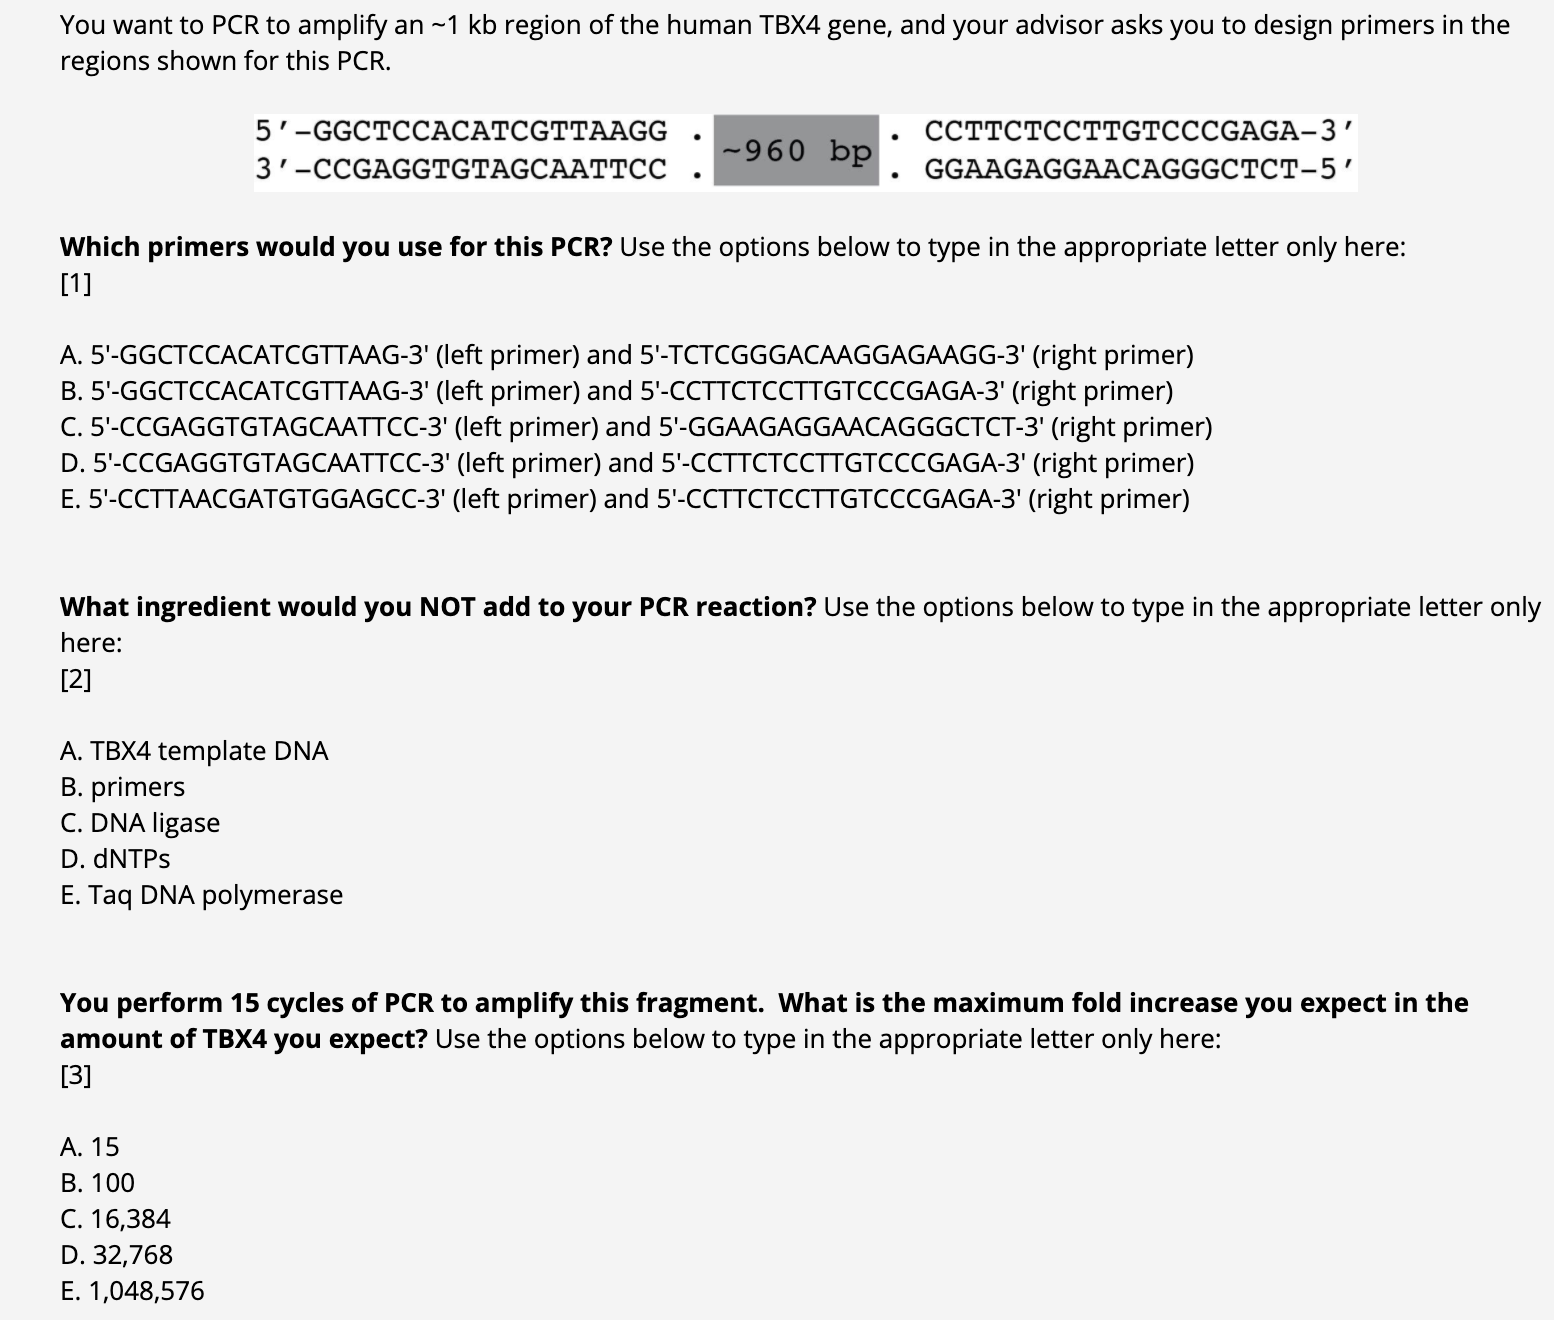 You want to PCR to amplify an ~1 kb region of the human TBX4 gene, and your advisor asks you to design primers in the
regions shown for this PCR.
5′-GGCTCCACATCGTTAAGG . ~960 bp . CCTTCTCCTTGTCCCGAGA-3′
3′-CCGAGGTGTAGCAATTCC . . GGAAGAGGAACAGGGCTCT-5′
Which primers would you use for this PCR? Use the options below to type in the appropriate letter only here:
[1]
A. 5'-GGCTCCACATCGTTAAG-3' (left primer) and 5'-TCTCGGGACAAGGAGAAGG-3' (right primer)
B. 5'-GGCTCCACATCGTTAAG-3' (left primer) and 5'-CCTTCTCCTTGTCCCGAGA-3' (right primer)
C. 5'-CCGAGGTGTAGCAATTCC-3' (left primer) and 5'-GGAAGAGGAACAGGGCTCT-3' (right primer)
D. 5'-CCGAGGTGTAGCAATTCC-3' (left primer) and 5'-CCTTCTCCTTGTCCCGAGA-3' (right primer)
E. 5'-CCTTAACGATGTGGAGCC-3' (left primer) and 5'-CCTTCTCCTTGTCCCGAGA-3' (right primer)
What ingredient would you NOT add to your PCR reaction? Use the options below to type in the appropriate letter only
here:
[2]
A. TBX4 template DNA
B. primers
C. DNA ligase
D. dNTPs
E. Taq DNA polymerase
You perform 15 cycles of PCR to amplify this fragment.  What is the maximum fold increase you expect in the
amount of TBX4 you expect? Use the options below to type in the appropriate letter only here:
[3]
A. 15
B. 100
C. 16,384
D. 32,768
E. 1,048,576